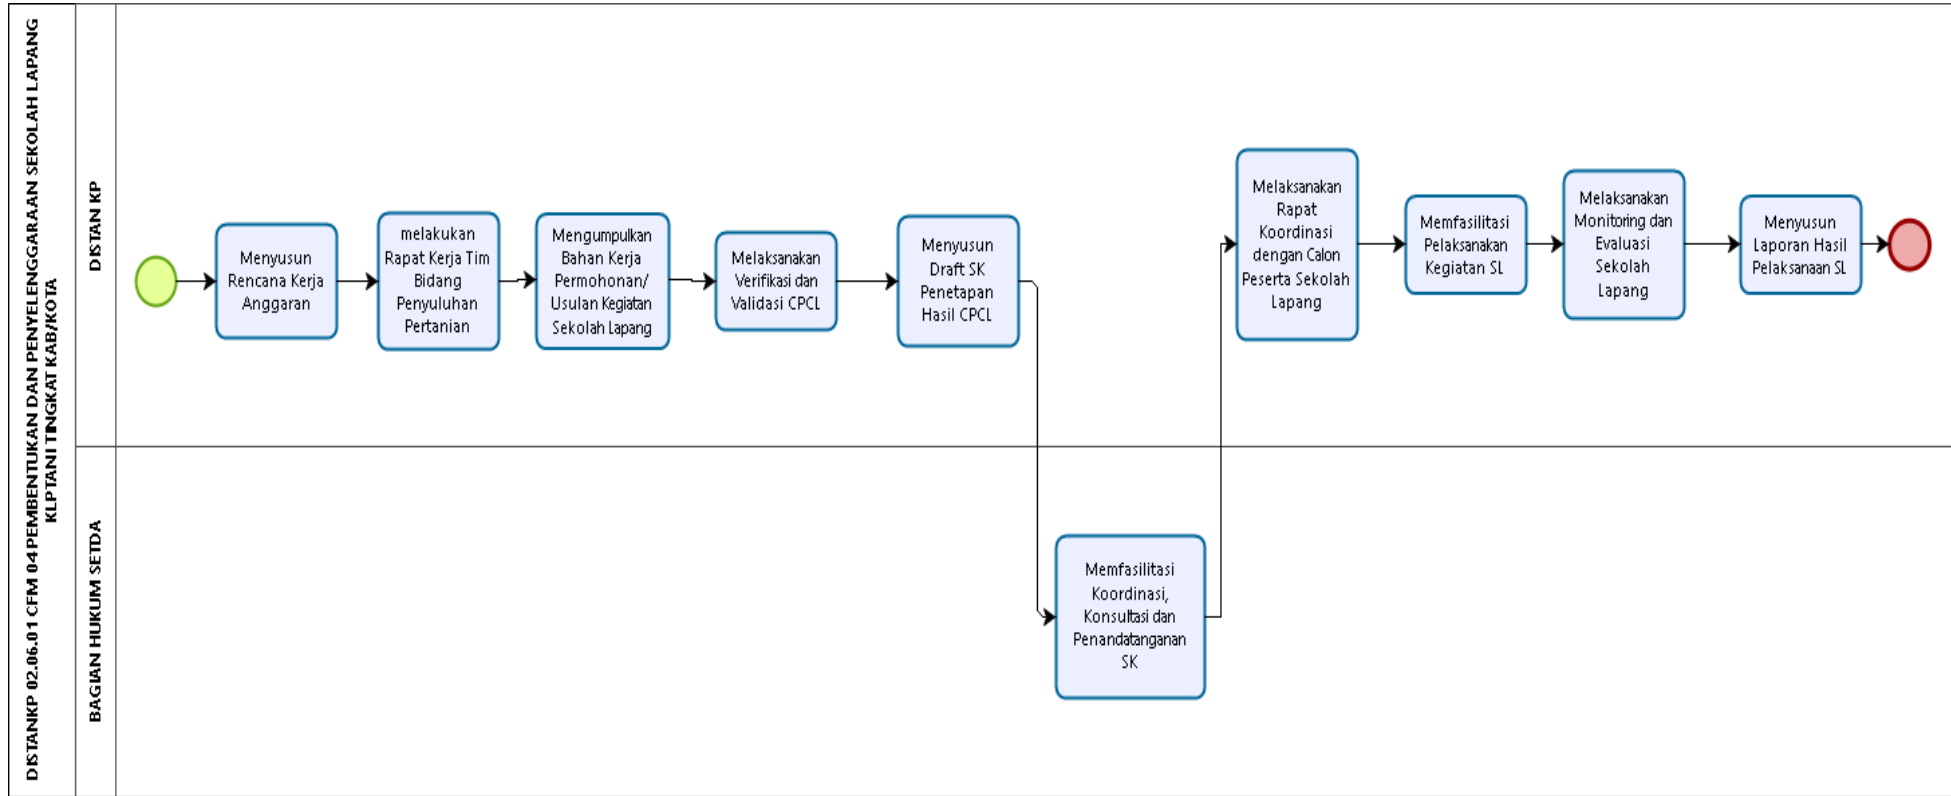 DISTANKP 02.06.01 CFM 04 PEMBENTUKAN DAN PENYELENGGARAAN SEKOLAH LAPANG
KLPTANI TINGKAT KAB/KOTA
DISTAN KP
Menyusun
Rencana Kerja
Anggaran
melakukan
Rapat Kerja Tim
Bidang
Penyuluhan
Pertanian
Mengumpulkan
Bahan Kerja
Permohonan/
Usulan Kegiatan
Sekolah Lapang
Melaksanakan
Verifikasi dan
Validasi CPCL
Menyusun
Draft SK
Penetapan
Hasil CPCL
Melaksanakan
Rapat
Koordinasi
dengan Calon
Peserta Sekolah
Lapang
Memfasilitasi
Pelaksanakan
Kegiatan SL
Melaksanakan
Monitoring dan
Evaluasi
Sekolah
Lapang
Menyusun
Laporan Hasil
Pelaksanaan SL
BAGIAN HUKUM SETDA
Memfasilitasi
Koordinasi,
Konsultasi dan
Penandatanganan
SK